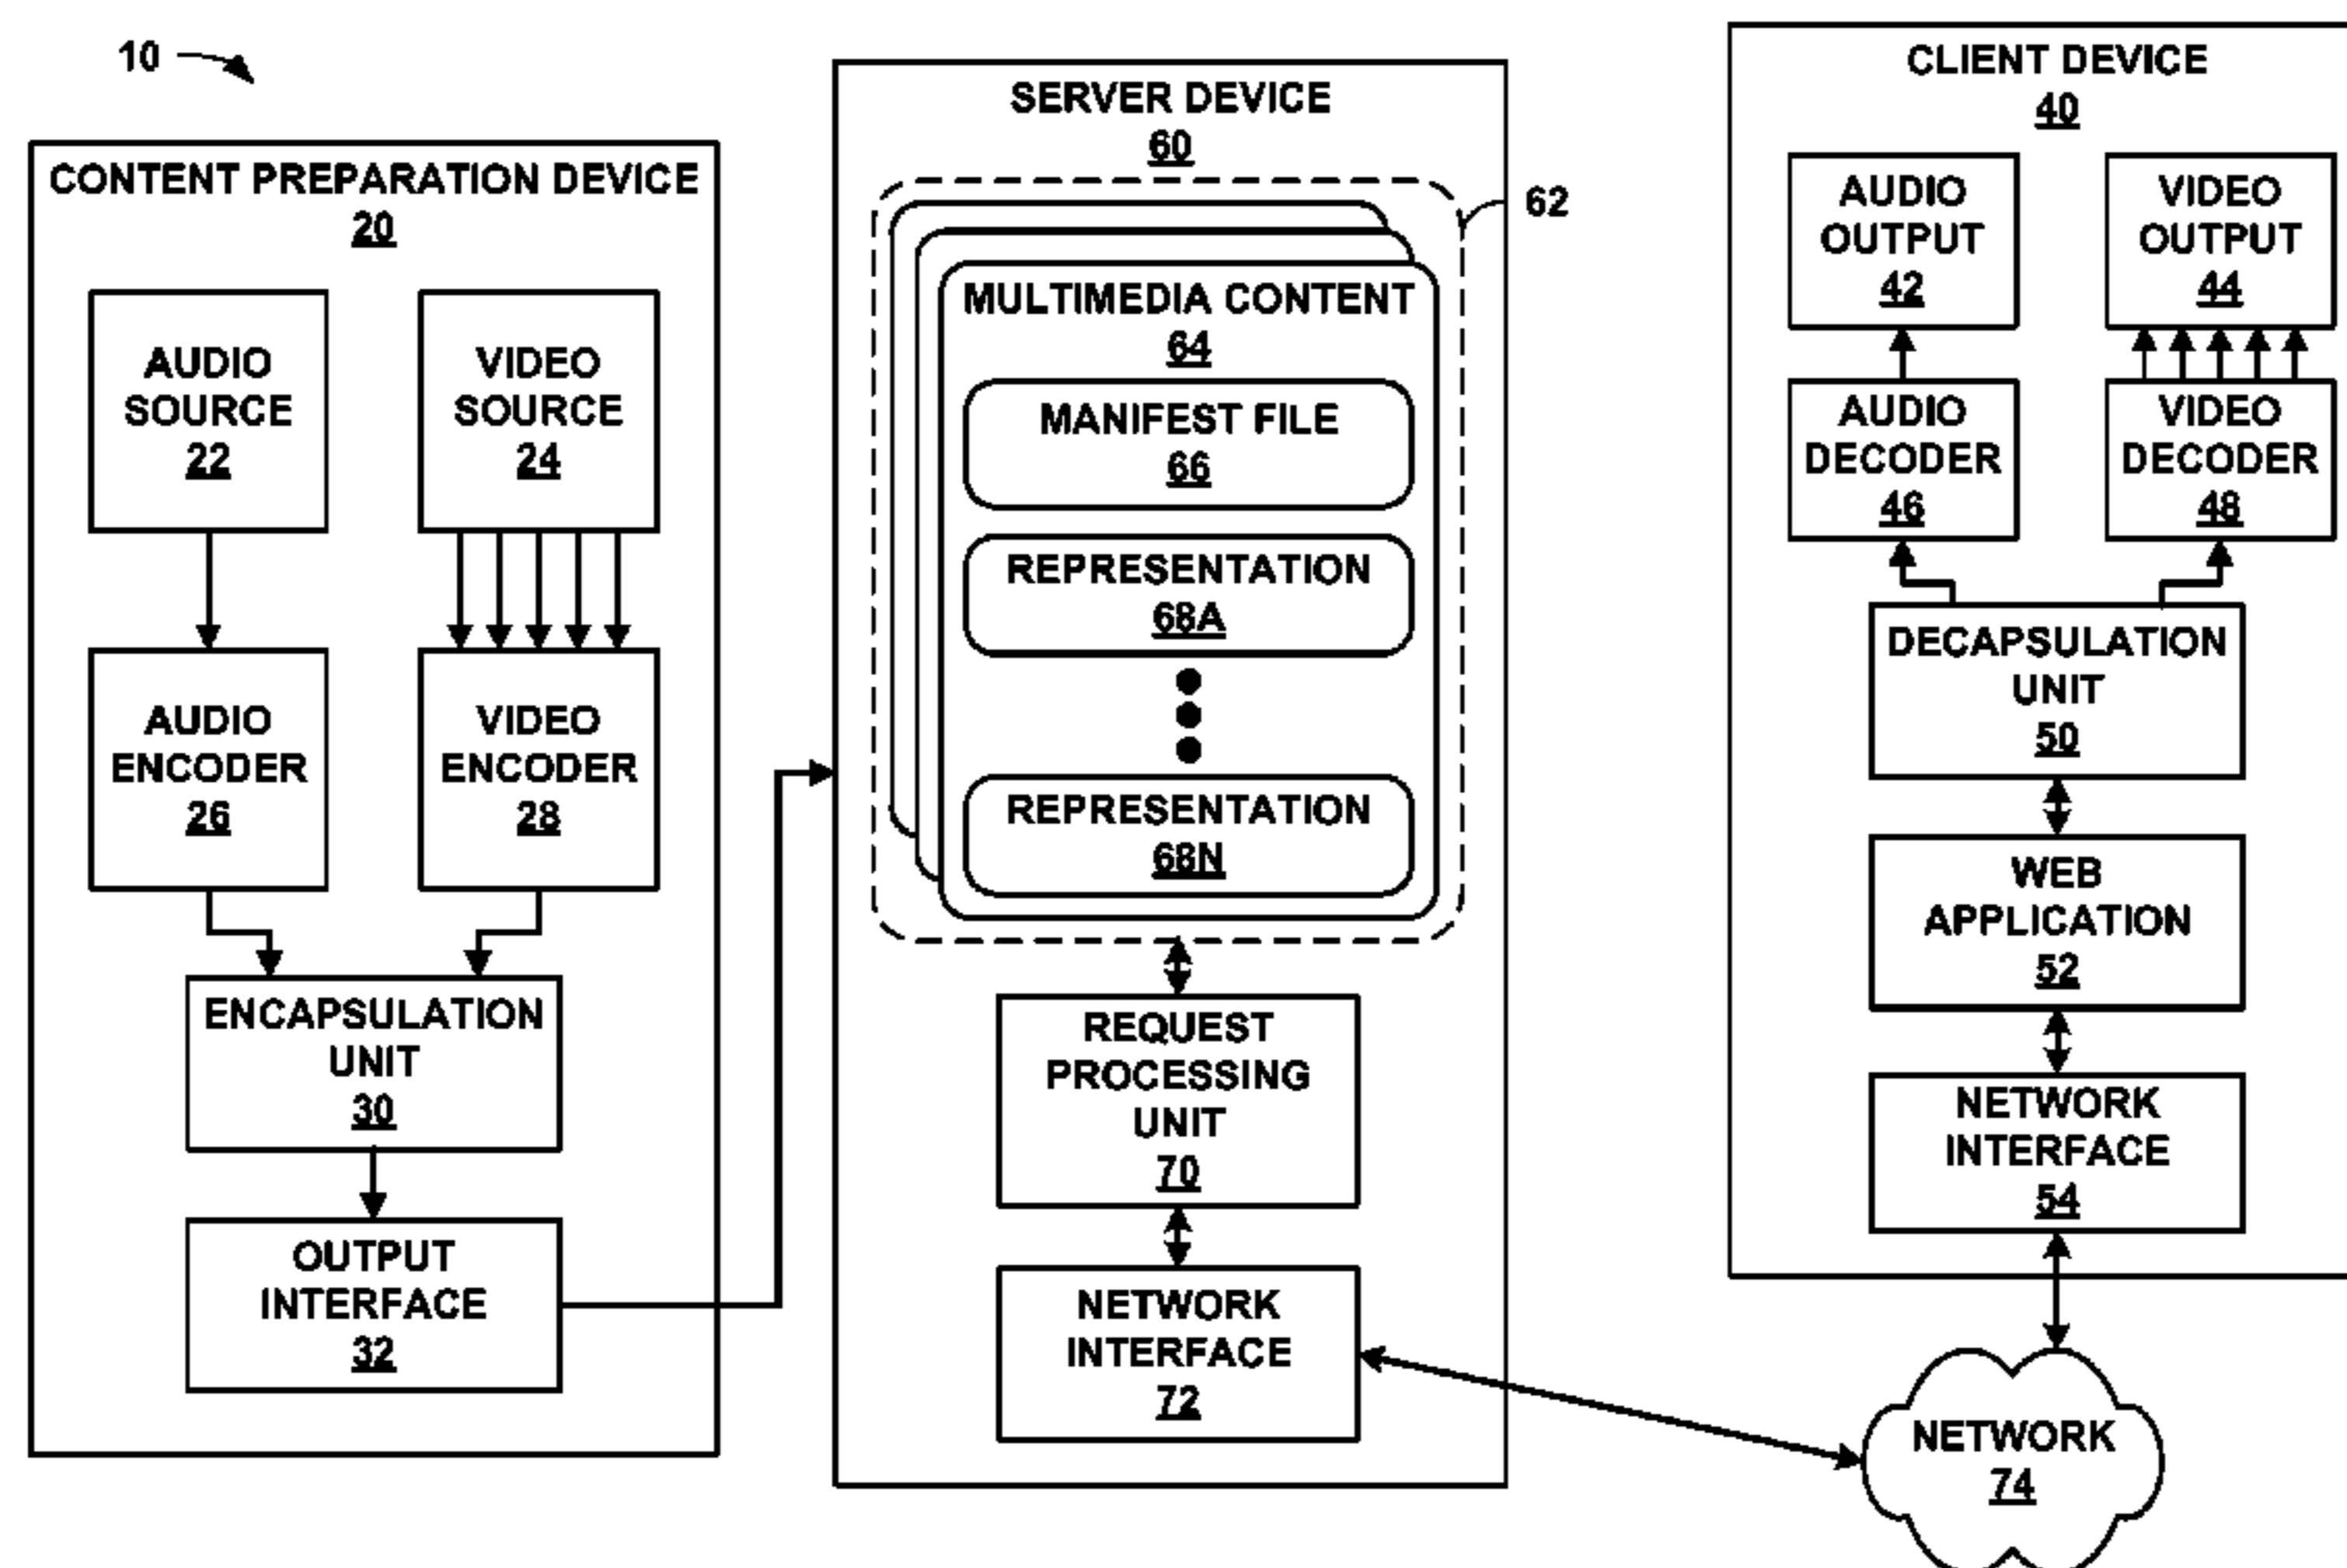 10
CONTENT PREPARATION DEVICE
20
AUDIO
SOURCE
22
VIDEO
SOURCE
24
AUDIO
ENCODER
26
VIDEO
ENCODER
28
ENCAPSULATION
UNIT
30
OUTPUT
INTERFACE
32
SERVER DEVICE
60
62
MULTIMEDIA CONTENT
64
MANIFEST FILE
66
REPRESENTATION
68A
REPRESENTATION
68N
REQUEST
PROCESSING
UNIT
70
NETWORK
INTERFACE
72
CLIENT DEVICE
40
AUDIO
OUTPUT
42
VIDEO
OUTPUT
44
AUDIO
DECODER
46
VIDEO
DECODER
48
DECAPSULATION
UNIT
50
WEB
APPLICATION
52
NETWORK
INTERFACE
54
NETWORK
74